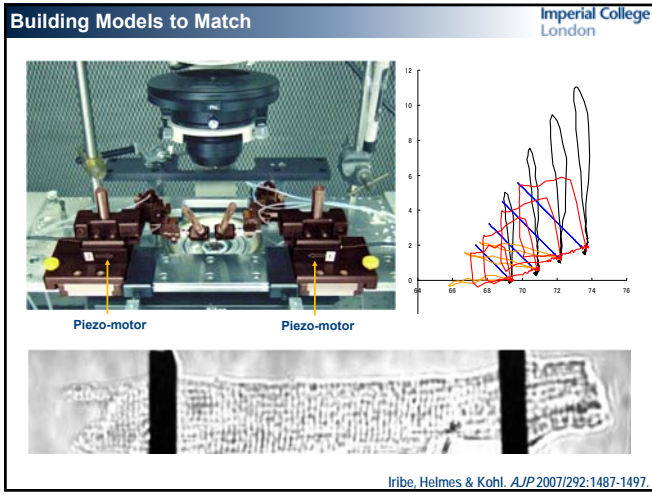 Building Models to Match
Imperial College
London
12
10
8
6
4
2
0
64 66 68 70 72 74 76
Piezo-motor
Piezo-motor
Iribe, Helmes & Kohl. AJP 2007/292:1487-1497.